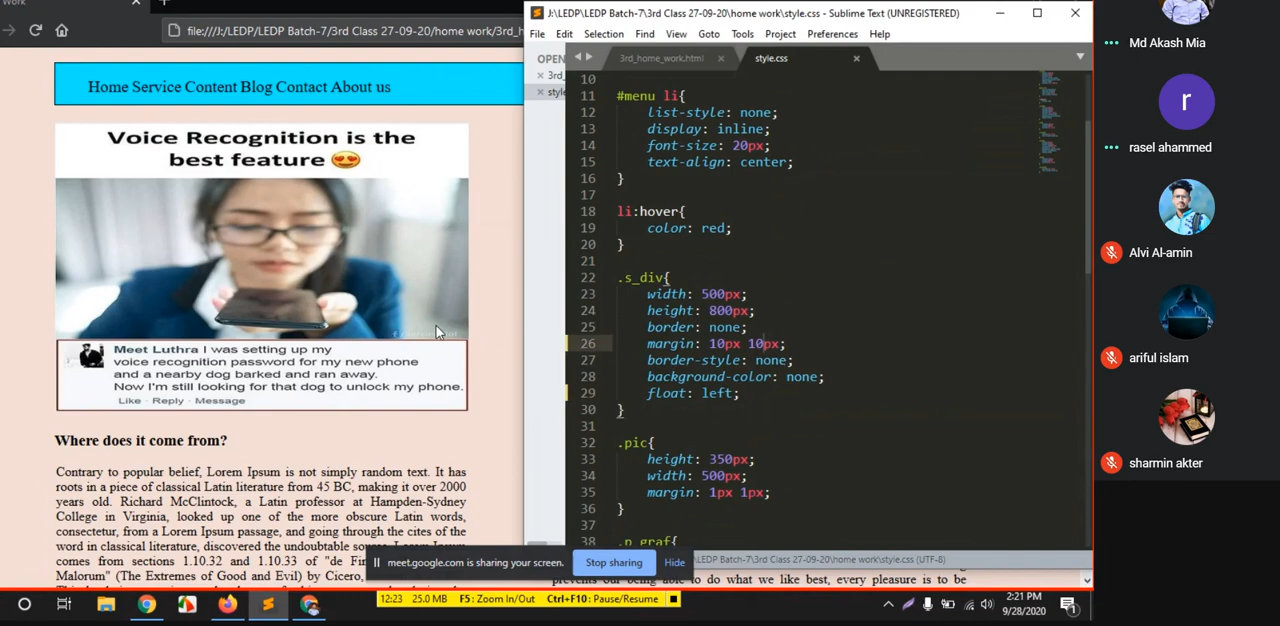 Work
file:///J:/LEDP/LEDP Batch-7/3rd Class 27-09-20/home work/3rd_h
Home Service Content Blog Contact About us
Voice Recognition is the
best feature 😍
Meet Luthra I was setting up my
voice recognition password for my new phone
and a nearby dog barked and ran away.
Now I'm still looking for that dog to unlock my phone.
Like · Reply · Message
Where does it come from?
Contrary to popular belief, Lorem Ipsum is not simply random text. It has
roots in a piece of classical Latin literature from 45 BC, making it over 2000
years old. Richard McClintock, a Latin professor at Hampden-Sydney
College in Virginia, looked up one of the more obscure Latin words,
consectetur, from a Lorem Ipsum passage, and going through the cites of the
word in classical literature, discovered the undoubtable
comes from sections 1.10.32 and 1.10.33 of "de Fi
Malorum" (The Extremes of Good and Evil) by Cicero,
J:\LEDP\LEDP Batch-7\3rd Class 27-09-20\home work\style.css - Sublime Text (UNREGISTERED)
File Edit Selection Find View Goto Tools Project Preferences Help
OPEN
3rd_
style
3rd_home_work.html
style.css
10
11 #menu li{
12 list-style: none;
13 display: inline;
14 font-size: 20px;
15 text-align: center;
16 }
17
18 li:hover{
19 color: red;
20 }
21
22 .s_div{
23 width: 500px;
24 height: 800px;
25 border: none;
26 margin: 10px 10px;
27 border-style: none;
28 background-color: none;
29 float: left;
30 }
31
32 .pic{
33 height: 350px;
34 width: 500px;
35 margin: 1px 1px;
36 }
37
38 .p_graf{
LEDP Batch-7\3rd Class 27-09-20\home work\style.css (UTF-8)
meet.google.com is sharing your screen.
Stop sharing
Hide
prevents our being able to do what we like best, every pleasure is to be
12:23 25.0 MB F5: Zoom In/Out Ctrl+F10: Pause/Resume
2:21 PM
9/28/2020
1
Md Akash Mia
r
rasel ahammed
Alvi Al-amin
ariful islam
sharmin akter